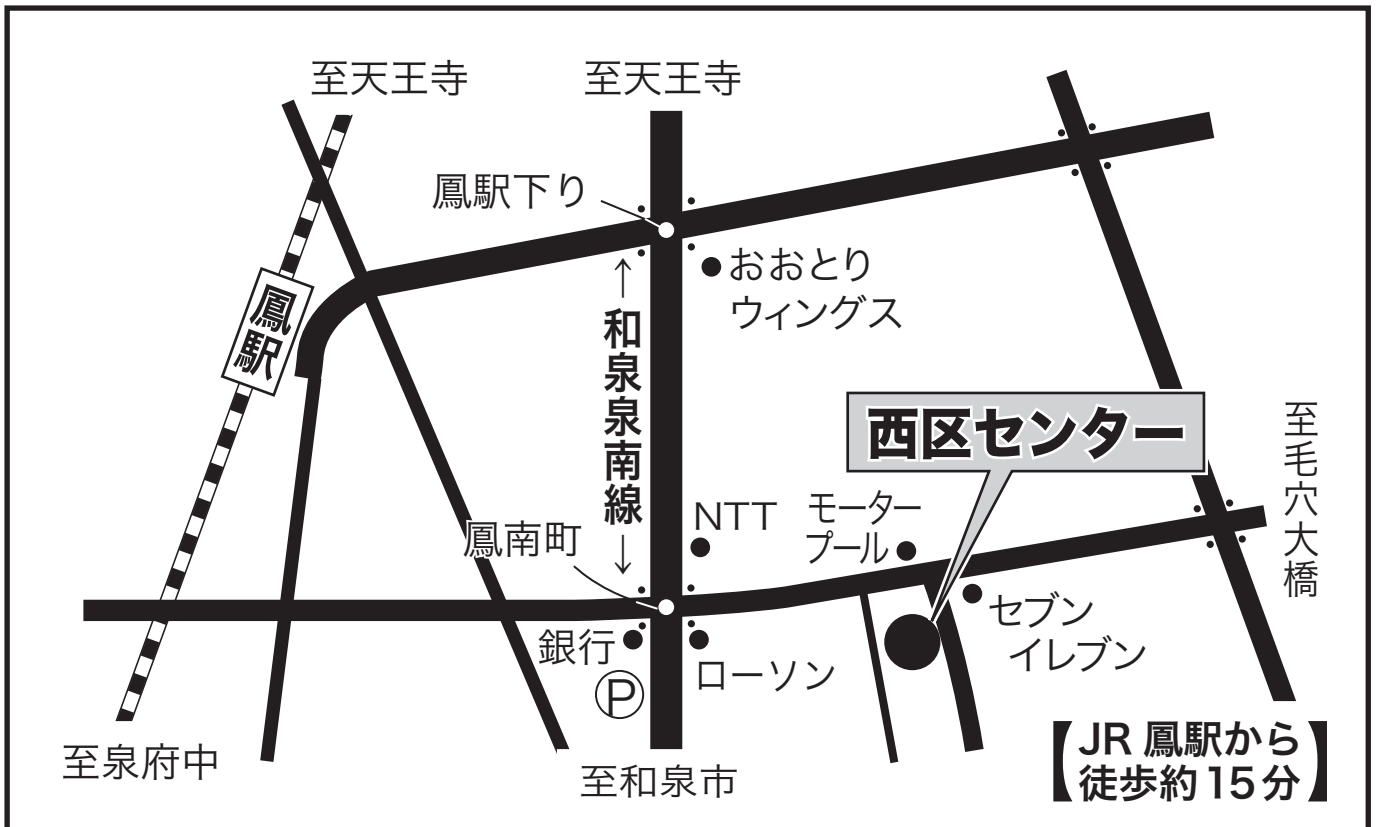 至天王寺
至天王寺
鳳駅下り
おおとり
ウィングス
鳳駅
↑和泉泉南線↓
西区センター
至毛穴大橋
NTT
モーター
プール
鳳南町
セブン
イレブン
銀行
ローソン
P
至泉府中
至和泉市
【JR 鳳駅から
徒歩約15分】